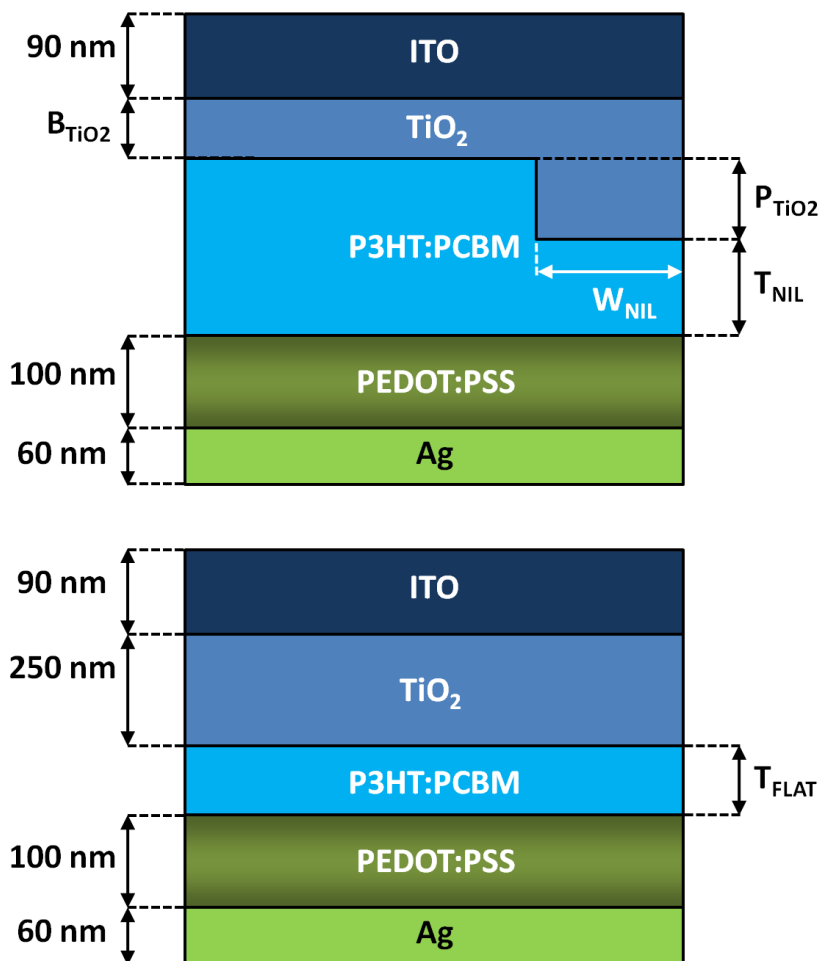 90 nm
ITO
B_TiO2
TiO2
P_TiO2
P3HT:PCBM
W_NIL
T_NIL
100 nm
PEDOT:PSS
60 nm
Ag
90 nm
ITO
250 nm
TiO2
P3HT:PCBM
T_FLAT
100 nm
PEDOT:PSS
60 nm
Ag